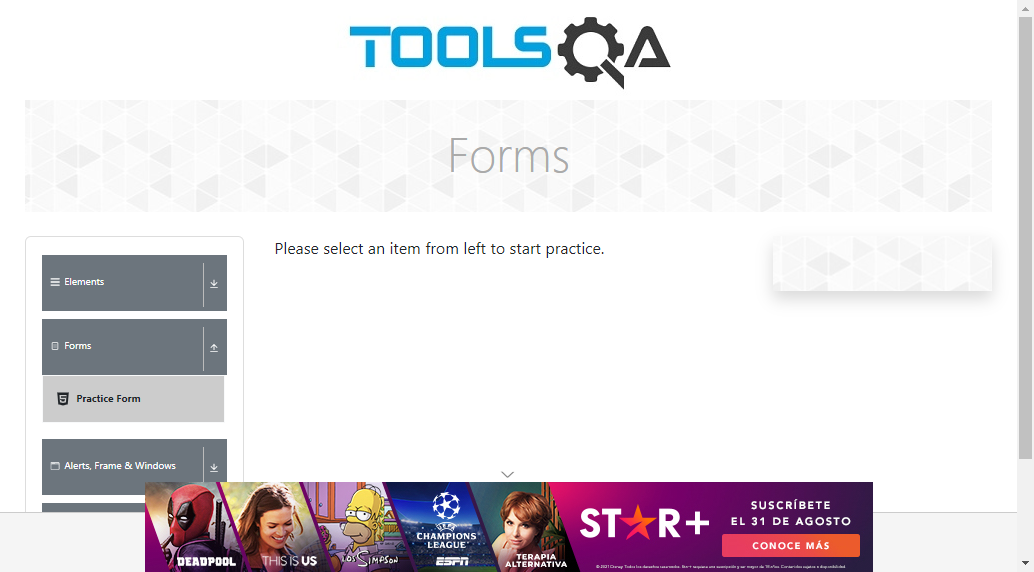 TOOLSQA
Forms
Please select an item from left to start practice.
Elements
Forms
Practice Form
Alerts, Frame & Windows
DEADPOOL
THIS IS US
LOS SIMPSON
CHAMPIONS
LEAGUE
ESPN
TERAPIA
ALTERNATIVA
STAR+
SUSCRÍBETE
EL 31 DE AGOSTO
CONOCE MÁS